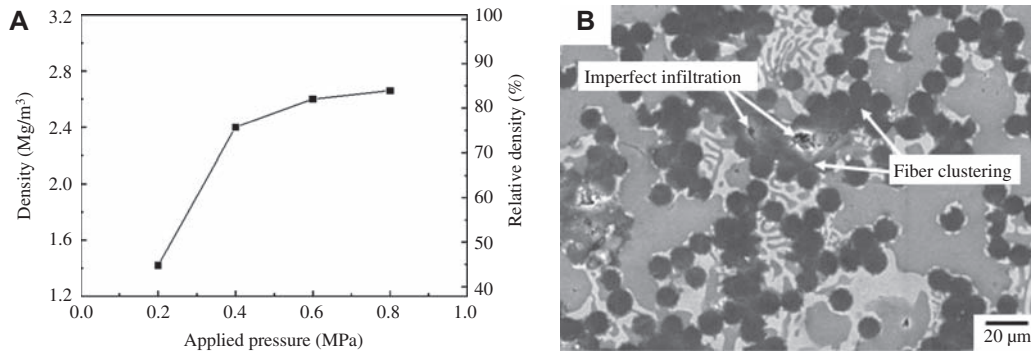 A
3.2
2.8
2.4
2.0
1.6
1.2
Density (Mg/m³)
100
90
80
70
60
50
40
Relative density (%)
0.0 0.2 0.4 0.6 0.8 1.0
Applied pressure (MPa)
B
Imperfect infiltration
Fiber clustering
20 µm